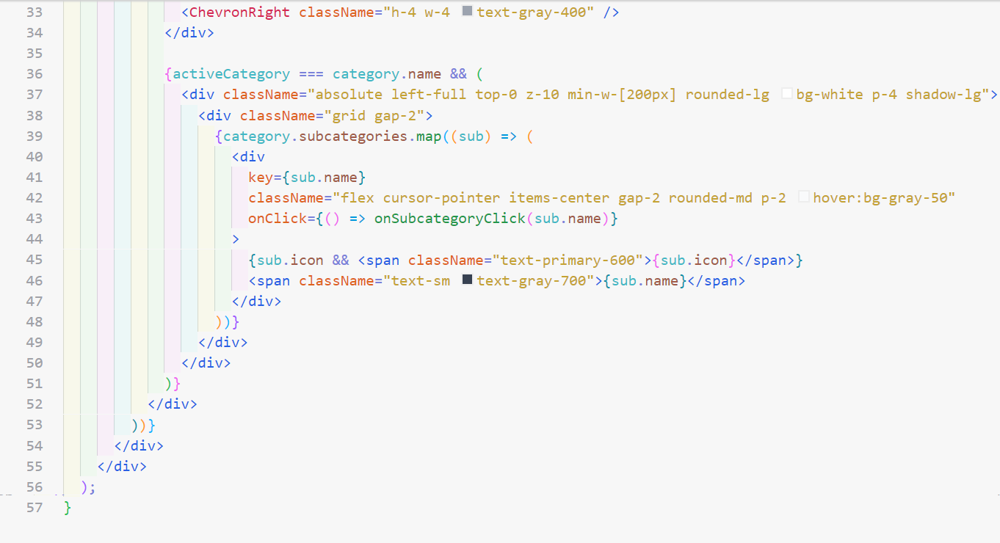 33 <ChevronRight className="h-4 w-4 text-gray-400" />
34 </div>
35
36 {activeCategory === category.name && (
37 <div className="absolute left-full top-0 z-10 min-w-[200px] rounded-lg bg-white p-4 shadow-lg">
38 <div className="grid gap-2">
39 {category.subcategories.map((sub) => (
40 <div
41 key={sub.name}
42 className="flex cursor-pointer items-center gap-2 rounded-md p-2 hover:bg-gray-50"
43 onClick={() => onSubcategoryClick(sub.name)}
44 >
45 {sub.icon && <span className="text-primary-600">{sub.icon}</span>}
46 <span className="text-sm text-gray-700">{sub.name}</span>
47 </div>
48 ))}
49 </div>
50 </div>
51 )}
52 </div>
53 ))}
54 </div>
55 </div>
56 );
57 }